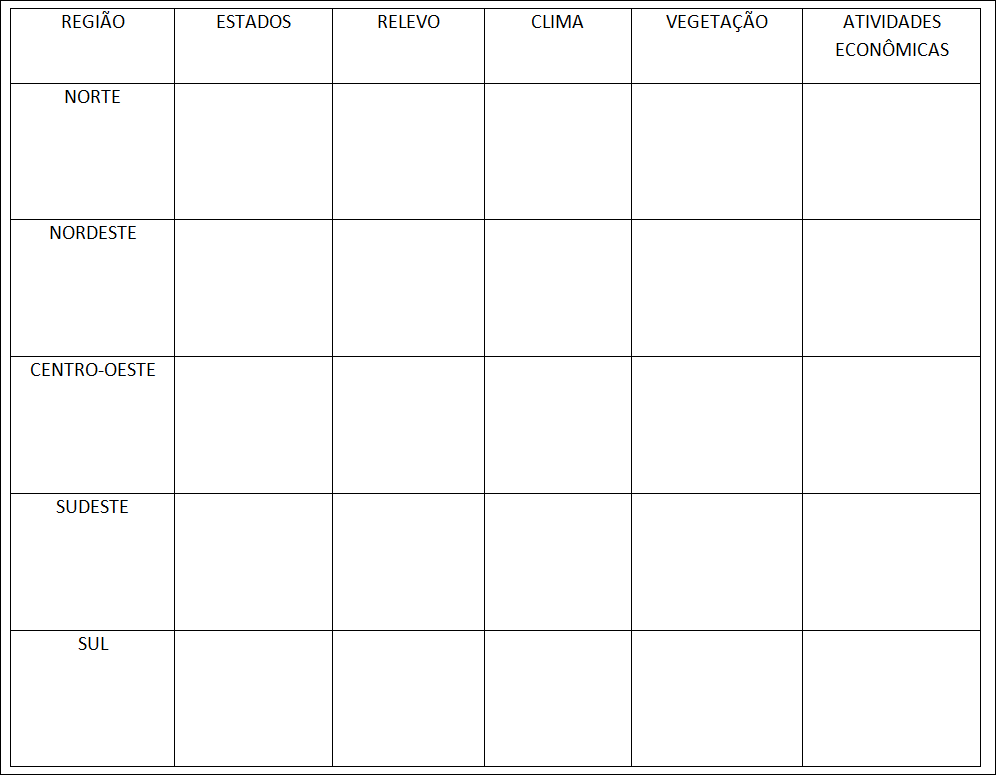 REGIÃO ESTADOS RELEVO CLIMA VEGETAÇÃO ATIVIDADES
ECONÔMICAS
NORTE
NORDESTE
CENTRO-OESTE
SUDESTE
SUL